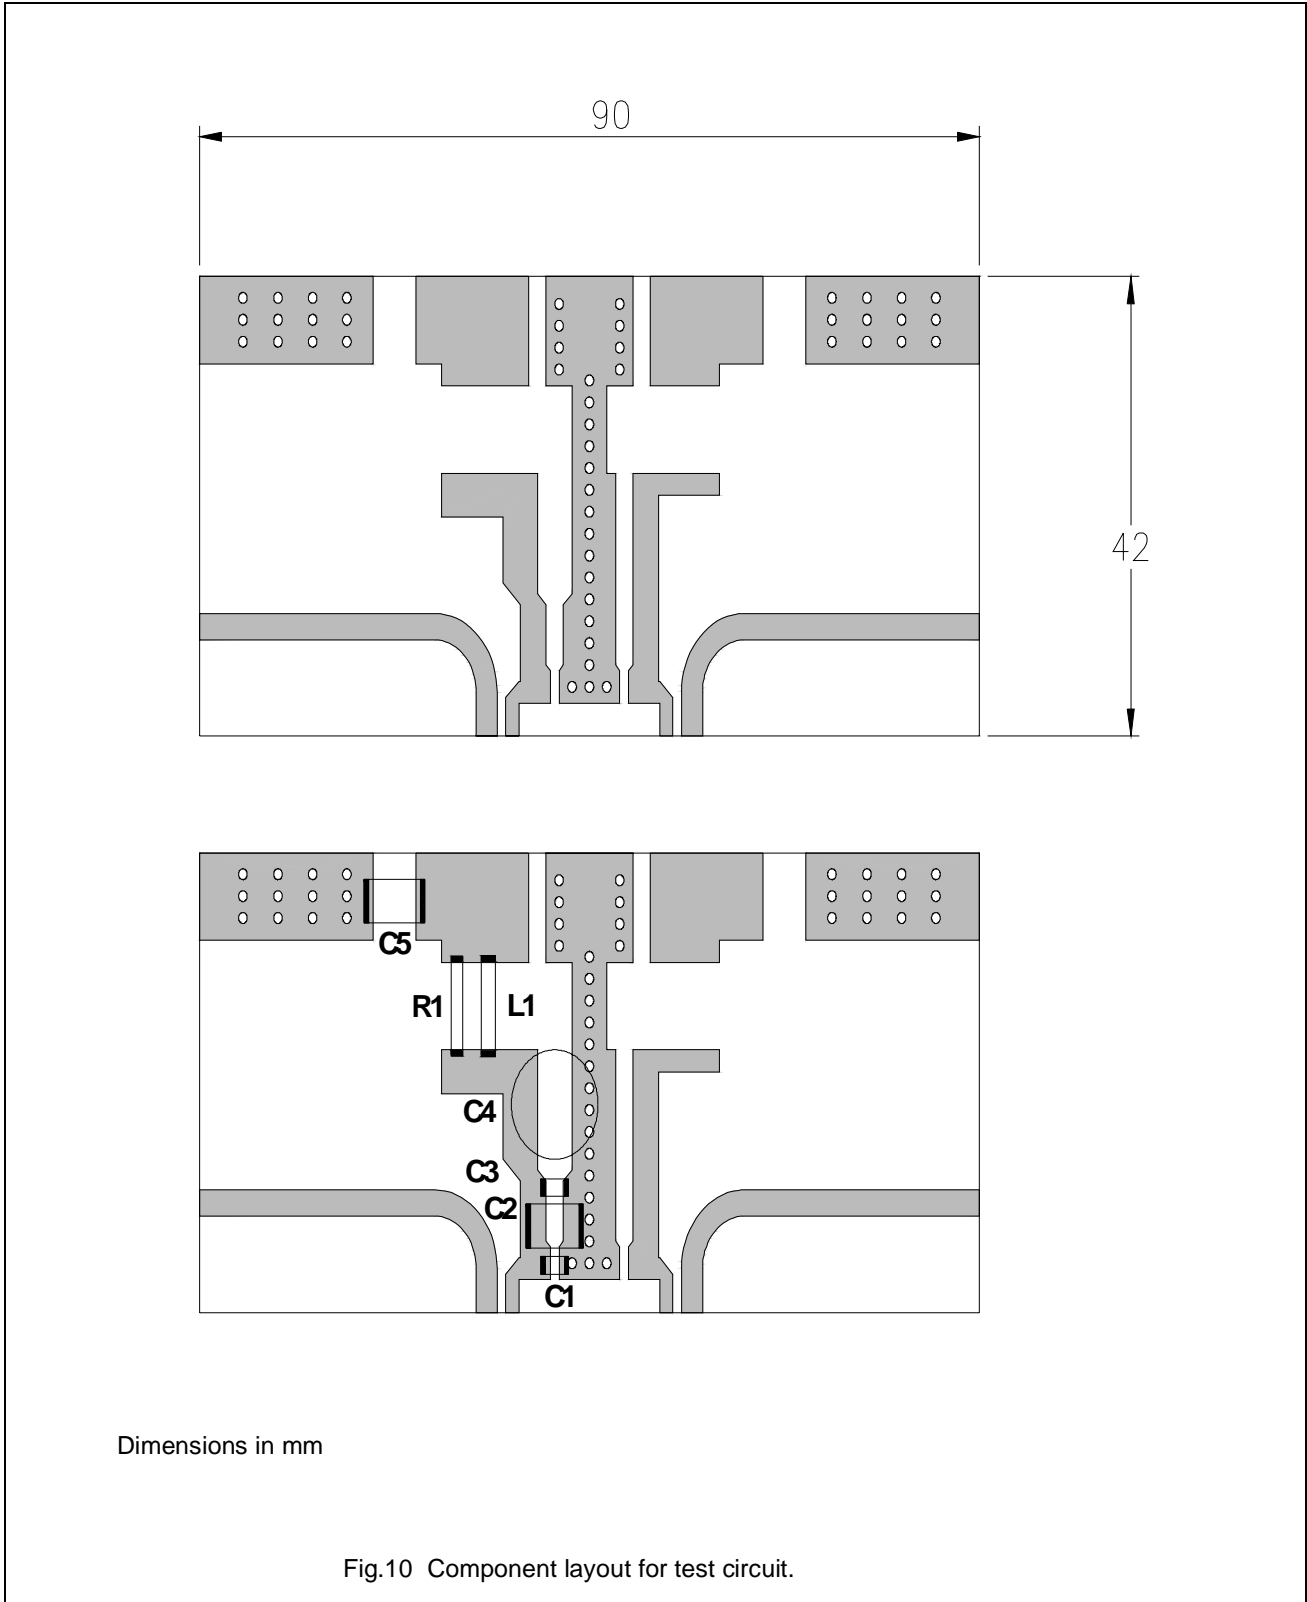 90
42
C5
R1
L1
C4
C3
C2
C1
Dimensions in mm
Fig.10 Component layout for test circuit.